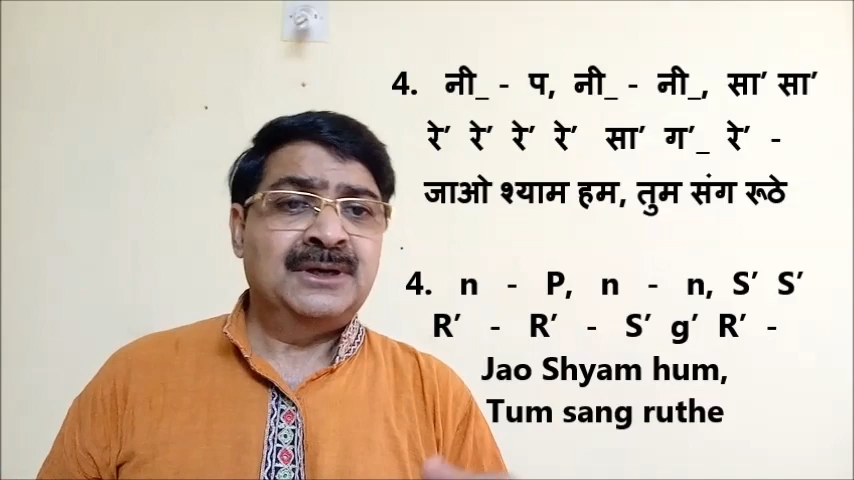 4. नी_ - प, नी_ - नी_, सा’ सा’
रे’ रे’ रे’ रे’ सा’ ग’_ रे’ -
जाओ श्याम हम, तुम संग रूठे
4. n - P, n - n, S’ S’
R’ - R’ - S’ g’ R’ -
Jao Shyam hum,
Tum sang ruthe